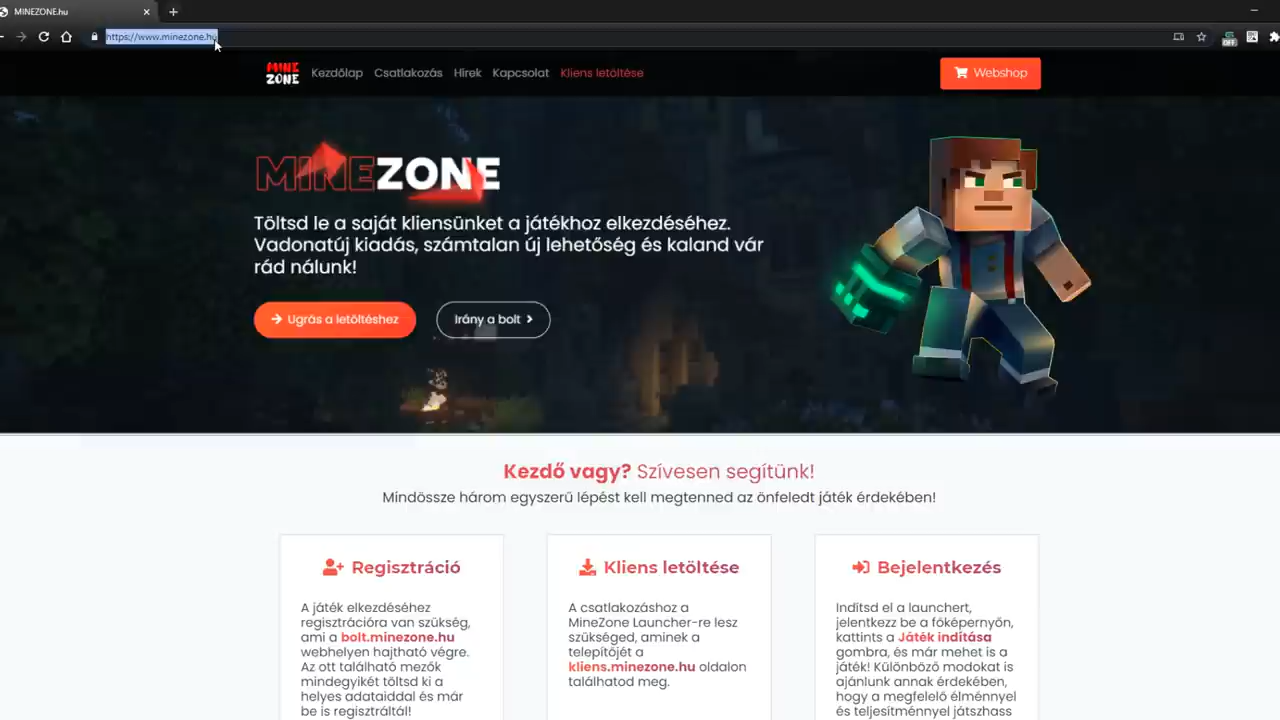 MINEZONE.hu
https://www.minezone.hu
OFF
MINE
ZONE
Kezdőlap Csatlakozás Hírek Kapcsolat Kliens letöltése
Webshop
MINEZONE
Töltsd le a saját kliensünket a játékhoz elkezdéséhez.
Vadonatúj kiadás, számtalan új lehetőség és kaland vár
rád nálunk!
Ugrás a letöltéshez
Irány a bolt
Kezdő vagy? Szívesen segítünk!
Mindössze három egyszerű lépést kell megtenned az önfeledt játék érdekében!
Regisztráció
A játék elkezdéséhez
regisztrációra van szükség,
ami a bolt.minezone.hu
webhelyen hajtható végre.
Az ott található mezők
mindegyikét töltsd ki a
helyes adataiddal és már
be is regisztráltál!
Kliens letöltése
A csatlakozáshoz a
MineZone Launcher-re lesz
szükséged, aminek a
telepítőjét a
kliens.minezone.hu oldalon
találhatod meg.
Bejelentkezés
Indítsd el a launchert,
jelentkezz be a főképernyőn,
kattints a Játék indítása
gombra, és már mehet is a
játék! Különböző modokat is
ajánlunk annak érdekében,
hogy a megfelelő élménnyel
és teljesítménnyel játszhass